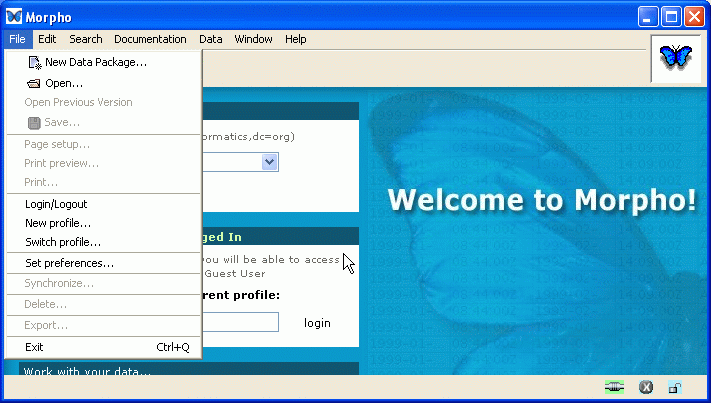 Morpho
File Edit Search Documentation Data Window Help
New Data Package...
Open...
Open Previous Version
Save...
Page setup...
Print preview...
Print...
Login/Logout
New profile...
Switch profile...
Set preferences...
Synchronize...
Delete...
Export...
Exit Ctrl+Q
ormatics,dc=org)
Welcome to Morpho!
ged In
you will be able to access
Guest User
rent profile:
login
Work with your data...